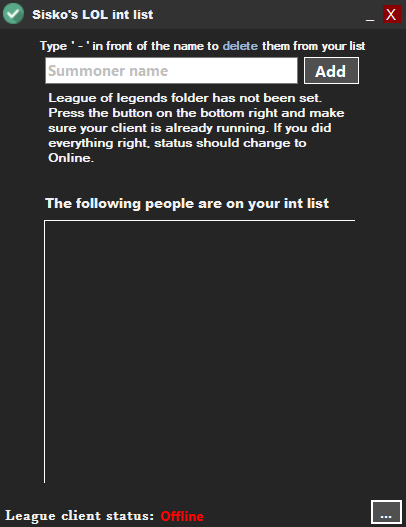 Sisko's LOL int list
_ X
Type ' - ' in front of the name to delete them from your list
Summoner name
Add
League of legends folder has not been set.
Press the button on the bottom right and make
sure your client is already running. If you did
everything right, status should change to
Online.
The following people are on your int list
League client status: Offline
...